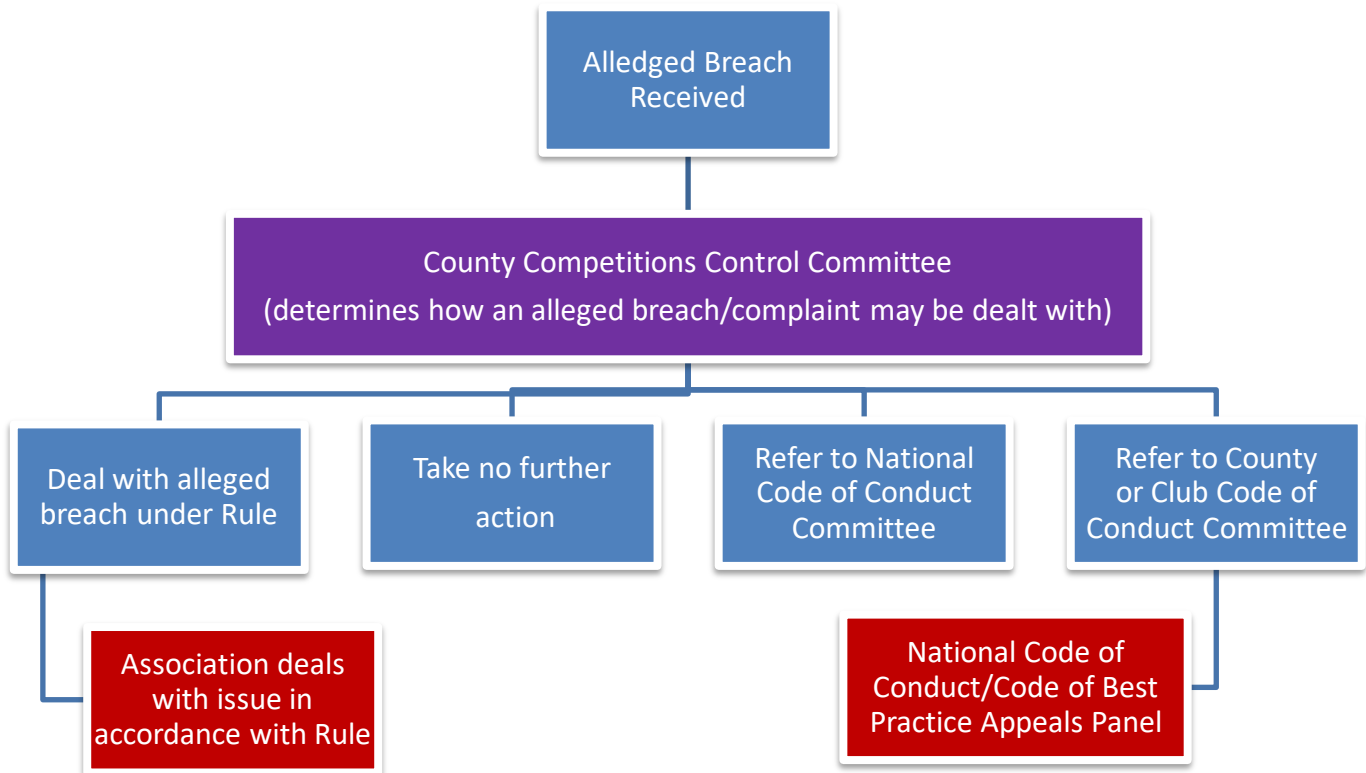 Alledged Breach
Received
County Competitions Control Committee
(determines how an alleged breach/complaint may be dealt with)
Deal with alleged
breach under Rule
Take no further
action
Refer to National
Code of Conduct
Committee
Refer to County
or Club Code of
Conduct Committee
Association deals
with issue in
accordance with Rule
National Code of
Conduct/Code of Best
Practice Appeals Panel